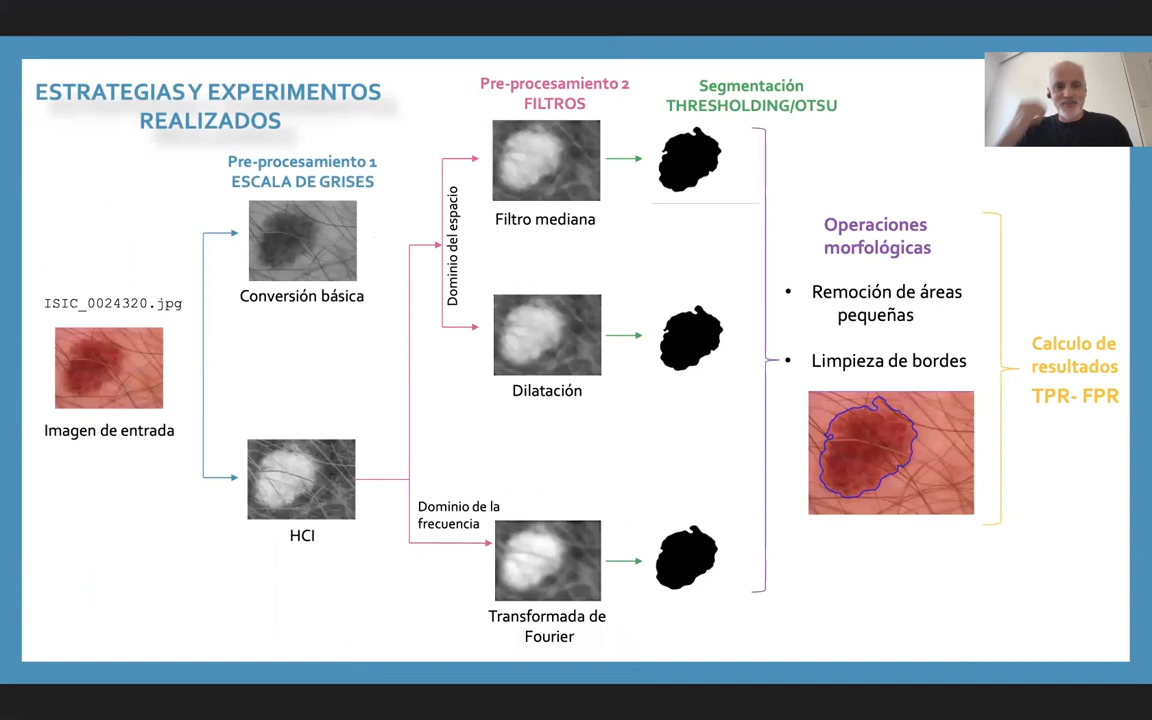 ESTRATEGIAS Y EXPERIMENTOS
REALIZADOS
Pre-procesamiento 1
ESCALA DE GRISES
Conversión básica
ISIC_0024320.jpg
Imagen de entrada
HCI
Pre-procesamiento 2
FILTROS
Dominio del espacio
Filtro mediana
Dilatación
Dominio de la
frecuencia
Transformada de
Fourier
Segmentación
THRESHOLDING/OTSU
Operaciones
morfológicas
• Remoción de áreas
pequeñas
• Limpieza de bordes
Calculo de
resultados
TPR- FPR